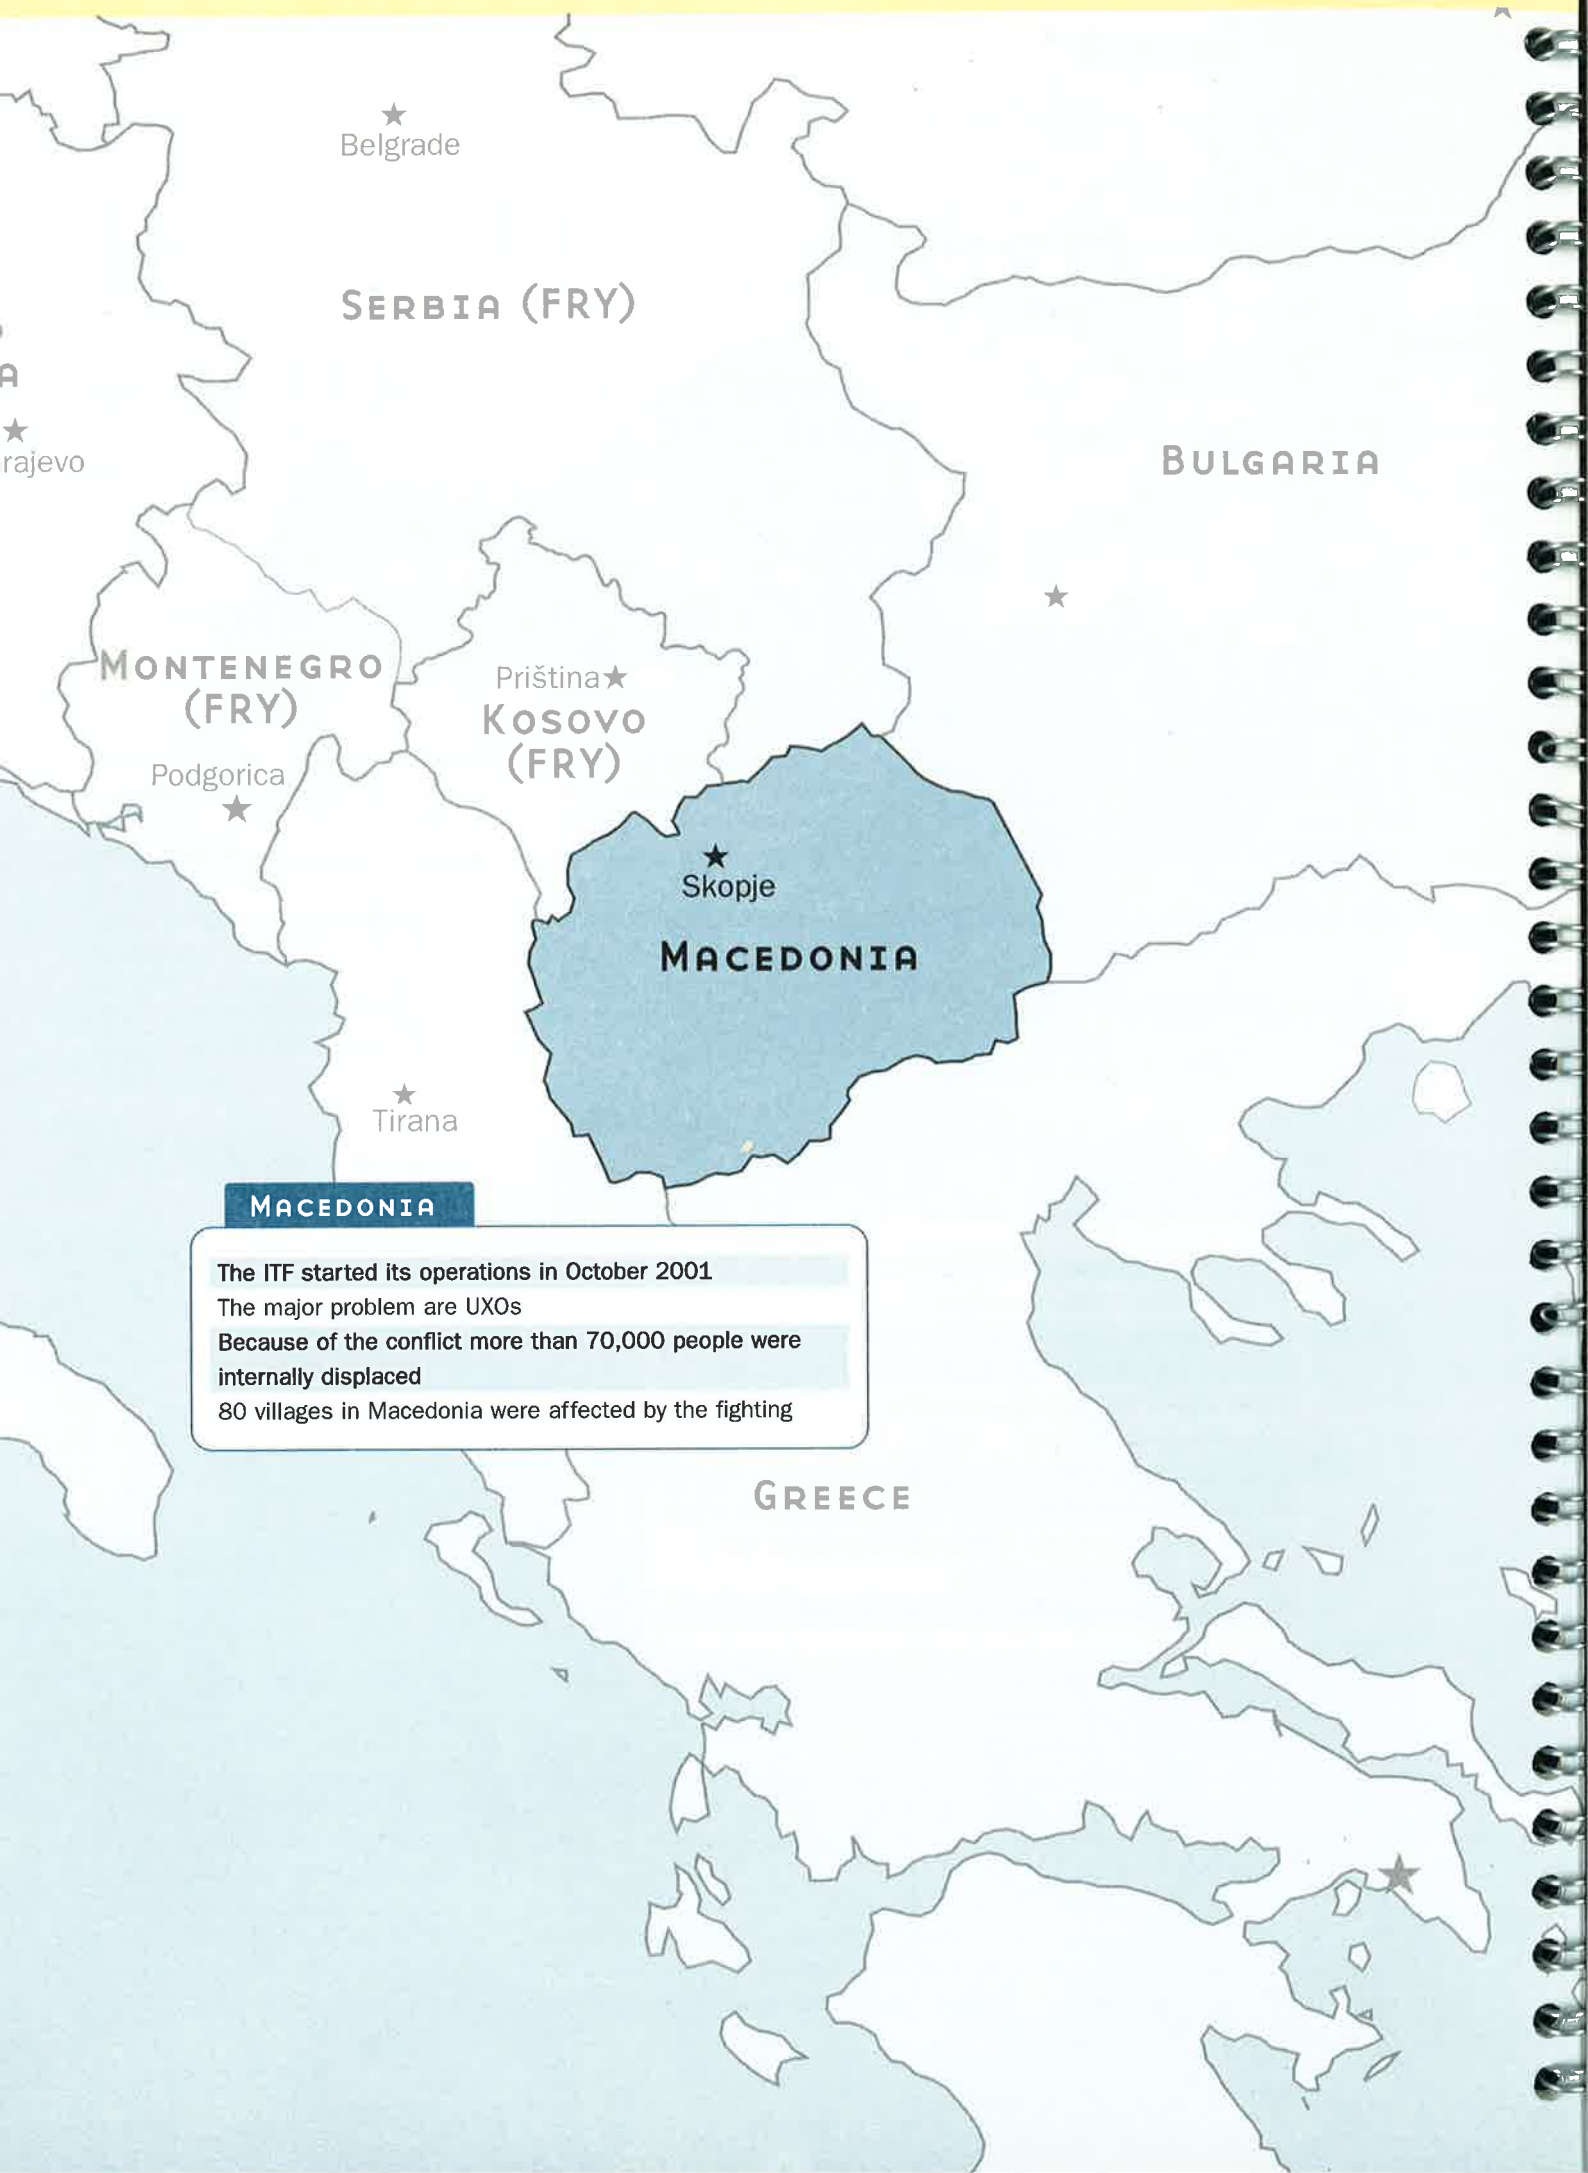 Belgrade
SERBIA (FRY)
A
rajevo
BULGARIA
MONTENEGRO
(FRY)
Priština
KOSOVO
(FRY)
Podgorica
Skopje
MACEDONIA
Tirana
MACEDONIA
The ITF started its operations in October 2001
The major problem are UXOs
Because of the conflict more than 70,000 people were
internally displaced
80 villages in Macedonia were affected by the fighting
GREECE